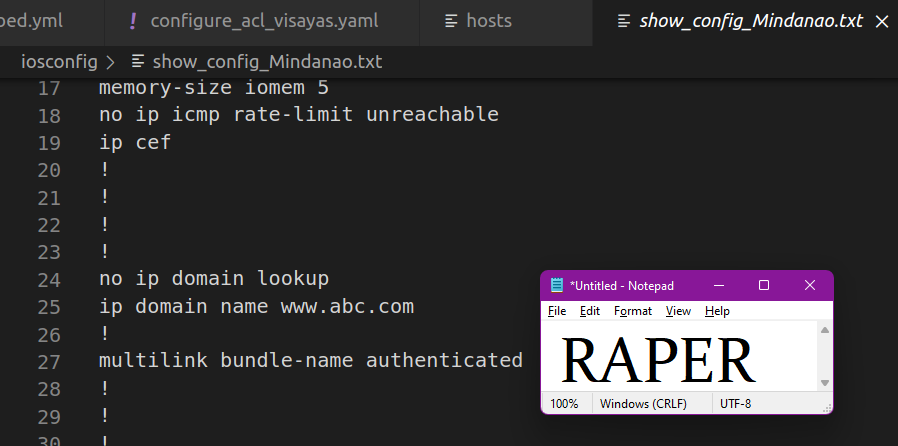 ped.yml
! configure_acl_visayas.yaml
hosts
show_config_Mindanao.txt
iosconfig > show_config_Mindanao.txt
17 memory-size iomem 5
18 no ip icmp rate-limit unreachable
19 ip cef
20 !
21 !
22 !
23 !
24 no ip domain lookup
25 ip domain name www.abc.com
26 !
27 multilink bundle-name authenticated
28 !
29 !
30 !
*Untitled - Notepad
File Edit Format View Help
RAPER
100% Windows (CRLF) UTF-8